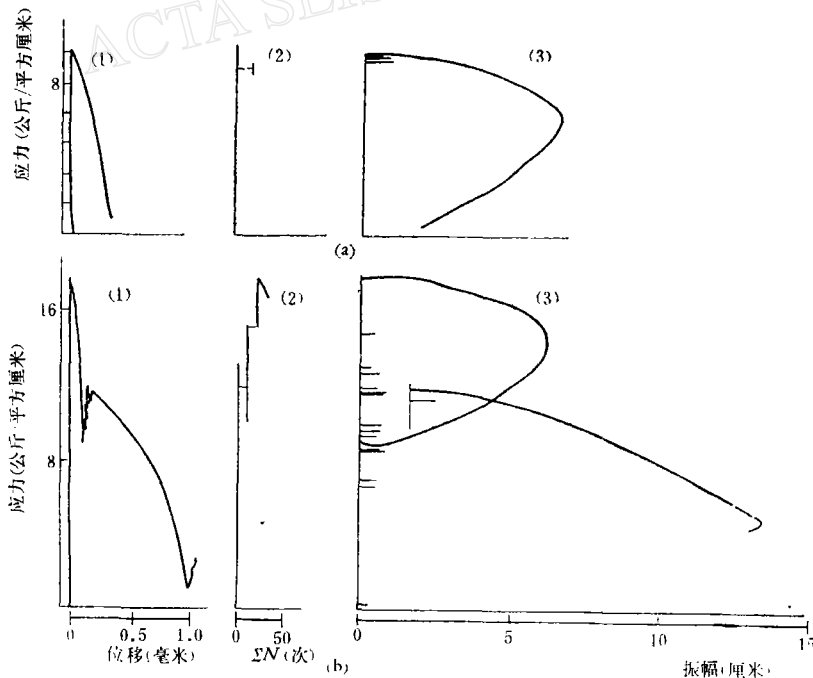 ACTA SEIS
(1)
(2)
(3)
应力(公斤/平方厘米)
8
(a)
(1)
(2)
(3)
16
应力(公斤·平方厘米)
8
0 0.5 1.0
位移(毫米)
0 50
ΣN(次)
(b)
0 5 10 15
振幅(厘米)